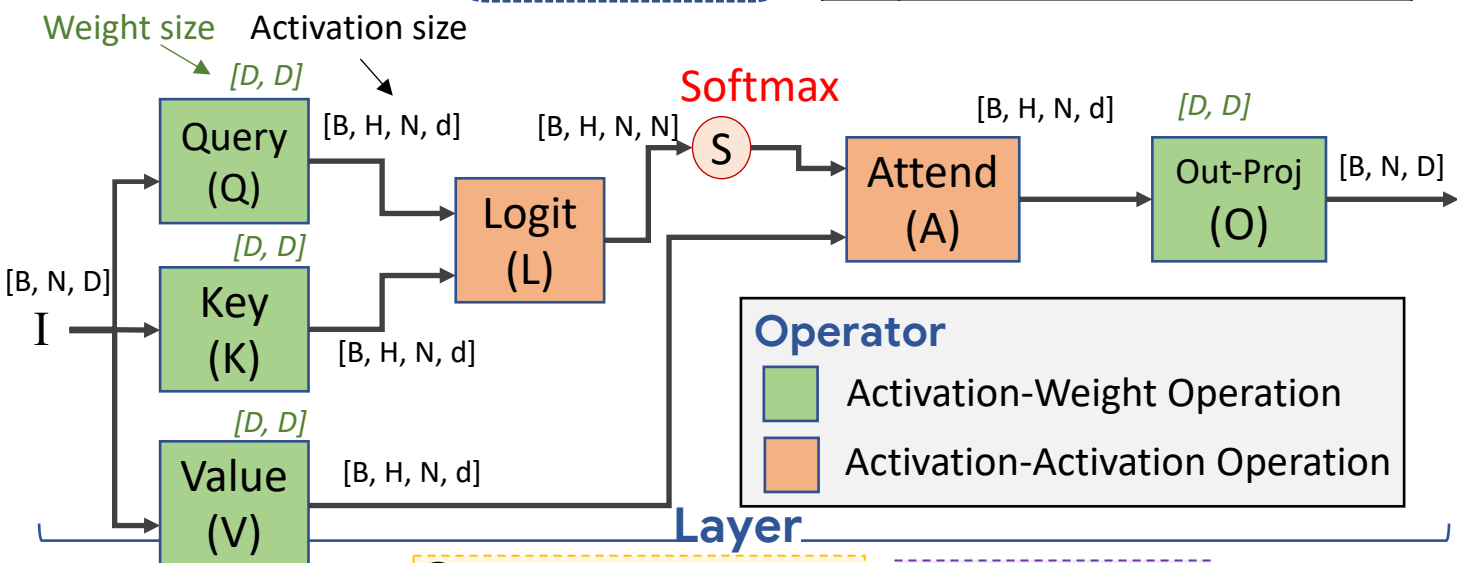 Weight size
Activation size
[D, D]
Query
(Q)
[B, H, N, d]
[B, H, N, N]
Softmax
S
[B, H, N, d]
[D, D]
Attend
(A)
Out-Proj
(O)
[B, N, D]
Logit
(L)
[D, D]
[B, N, D]
I
Key
(K)
[B, H, N, d]
[D, D]
Value
(V)
[B, H, N, d]
Operator
Activation-Weight Operation
Activation-Activation Operation
Layer